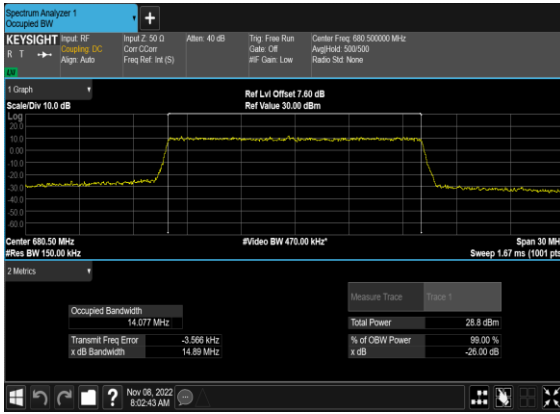 Spectrum Analyzer 1
Occupied BW
KEYSIGHT
R T
LXI
Input: RF
Coupling: DC
Align: Auto
Input Z: 50 Ω
Corr CCorr
Freq Ref: Int (S)
Atten: 40 dB
Trig: Free Run
Gate: Off
#IF Gain: Low
Center Freq: 680.500000 MHz
Avg|Hold: 500/500
Radio Std: None
1 Graph
Scale/Div 10.0 dB
Ref Lvl Offset 7.60 dB
Ref Value 30.00 dBm
Log
20.0
10.0
0.00
-10.0
-20.0
-30.0
-40.0
-50.0
-60.0
Center 680.50 MHz
#Res BW 150.00 kHz
#Video BW 470.00 kHz*
Span 30 MH
Sweep 1.67 ms (1001 pts
2 Metrics
Measure Trace Trace 1
Occupied Bandwidth
14.077 MHz
Total Power 28.8 dBm
Transmit Freq Error -3.566 kHz
% of OBW Power 99.00 %
x dB Bandwidth 14.89 MHz
x dB -26.00 dB
?
Nov 08, 2022
8:02:43 AM